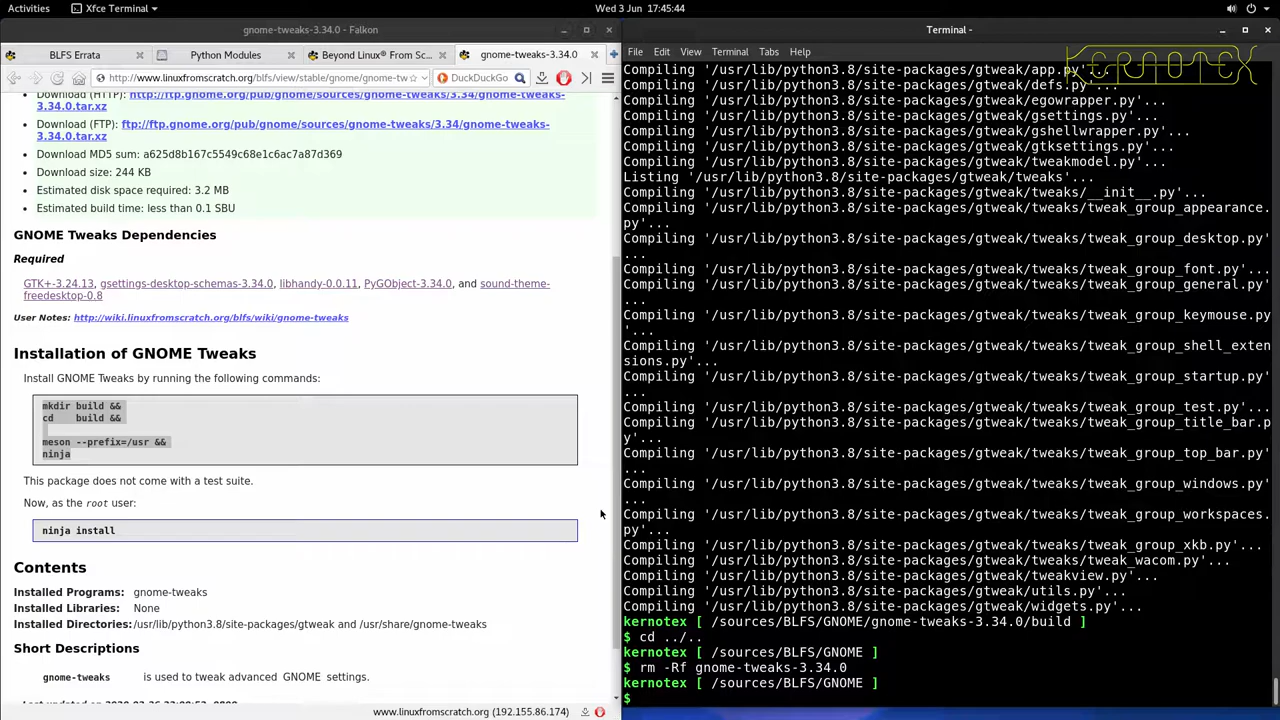 Activities
Xfce Terminal
Wed 3 Jun 17:45:44
gnome-tweaks-3.34.0 - Falkon
BLFS Errata
Python Modules
Beyond Linux® From Sc...
gnome-tweaks-3.34.0
http://www.linuxfromscratch.org/blfs/view/stable/gnome/gnome-tw
DuckDuckGo
Download (HTTP): http://ftp.gnome.org/pub/gnome/sources/gnome-tweaks/3.34/gnome-tweaks-
3.34.0.tar.xz
Download (FTP): ftp://ftp.gnome.org/pub/gnome/sources/gnome-tweaks/3.34/gnome-tweaks-
3.34.0.tar.xz
Download MD5 sum: a625d8b167c5549c68e1c6ac7a87d369
Download size: 244 KB
Estimated disk space required: 3.2 MB
Estimated build time: less than 0.1 SBU
GNOME Tweaks Dependencies
Required
GTK+-3.24.13, gsettings-desktop-schemas-3.34.0, libhandy-0.0.11, PyGObject-3.34.0, and sound-theme-
freedesktop-0.8
User Notes: http://wiki.linuxfromscratch.org/blfs/wiki/gnome-tweaks
Installation of GNOME Tweaks
Install GNOME Tweaks by running the following commands:
mkdir build &&
cd    build &&
meson --prefix=/usr &&
ninja
This package does not come with a test suite.
Now, as the root user:
ninja install
Contents
Installed Programs: gnome-tweaks
Installed Libraries: None
Installed Directories: /usr/lib/python3.8/site-packages/gtweak and /usr/share/gnome-tweaks
Short Descriptions
gnome-tweaks is used to tweak advanced GNOME settings.
www.linuxfromscratch.org (192.155.86.174)
Terminal -
File Edit View Terminal Tabs Help
KERNOTEX
Compiling '/usr/lib/python3.8/site-packages/gtweak/app.py'...
Compiling '/usr/lib/python3.8/site-packages/gtweak/defs.py'...
Compiling '/usr/lib/python3.8/site-packages/gtweak/egowrapper.py'...
Compiling '/usr/lib/python3.8/site-packages/gtweak/gsettings.py'...
Compiling '/usr/lib/python3.8/site-packages/gtweak/gshellwrapper.py'...
Compiling '/usr/lib/python3.8/site-packages/gtweak/gtksettings.py'...
Compiling '/usr/lib/python3.8/site-packages/gtweak/tweakmodel.py'...
Listing '/usr/lib/python3.8/site-packages/gtweak/tweaks'...
Compiling '/usr/lib/python3.8/site-packages/gtweak/tweaks/__init__.py'...
Compiling '/usr/lib/python3.8/site-packages/gtweak/tweaks/tweak_group_appearance.
py'...
Compiling '/usr/lib/python3.8/site-packages/gtweak/tweaks/tweak_group_desktop.py'
...
Compiling '/usr/lib/python3.8/site-packages/gtweak/tweaks/tweak_group_font.py'...
Compiling '/usr/lib/python3.8/site-packages/gtweak/tweaks/tweak_group_general.py'
...
Compiling '/usr/lib/python3.8/site-packages/gtweak/tweaks/tweak_group_keymouse.py
'...
Compiling '/usr/lib/python3.8/site-packages/gtweak/tweaks/tweak_group_shell_exten
sions.py'...
Compiling '/usr/lib/python3.8/site-packages/gtweak/tweaks/tweak_group_startup.py'
...
Compiling '/usr/lib/python3.8/site-packages/gtweak/tweaks/tweak_group_test.py'...
Compiling '/usr/lib/python3.8/site-packages/gtweak/tweaks/tweak_group_title_bar.p
y'...
Compiling '/usr/lib/python3.8/site-packages/gtweak/tweaks/tweak_group_top_bar.py'
...
Compiling '/usr/lib/python3.8/site-packages/gtweak/tweaks/tweak_group_windows.py'
...
Compiling '/usr/lib/python3.8/site-packages/gtweak/tweaks/tweak_group_workspaces.
py'...
Compiling '/usr/lib/python3.8/site-packages/gtweak/tweaks/tweak_group_xkb.py'...
Compiling '/usr/lib/python3.8/site-packages/gtweak/tweaks/tweak_wacom.py'...
Compiling '/usr/lib/python3.8/site-packages/gtweak/tweakview.py'...
Compiling '/usr/lib/python3.8/site-packages/gtweak/utils.py'...
Compiling '/usr/lib/python3.8/site-packages/gtweak/widgets.py'...
kernotex [ /sources/BLFS/GNOME/gnome-tweaks-3.34.0/build ]
$ cd ../..
kernotex [ /sources/BLFS/GNOME ]
$ rm -Rf gnome-tweaks-3.34.0
kernotex [ /sources/BLFS/GNOME ]
$